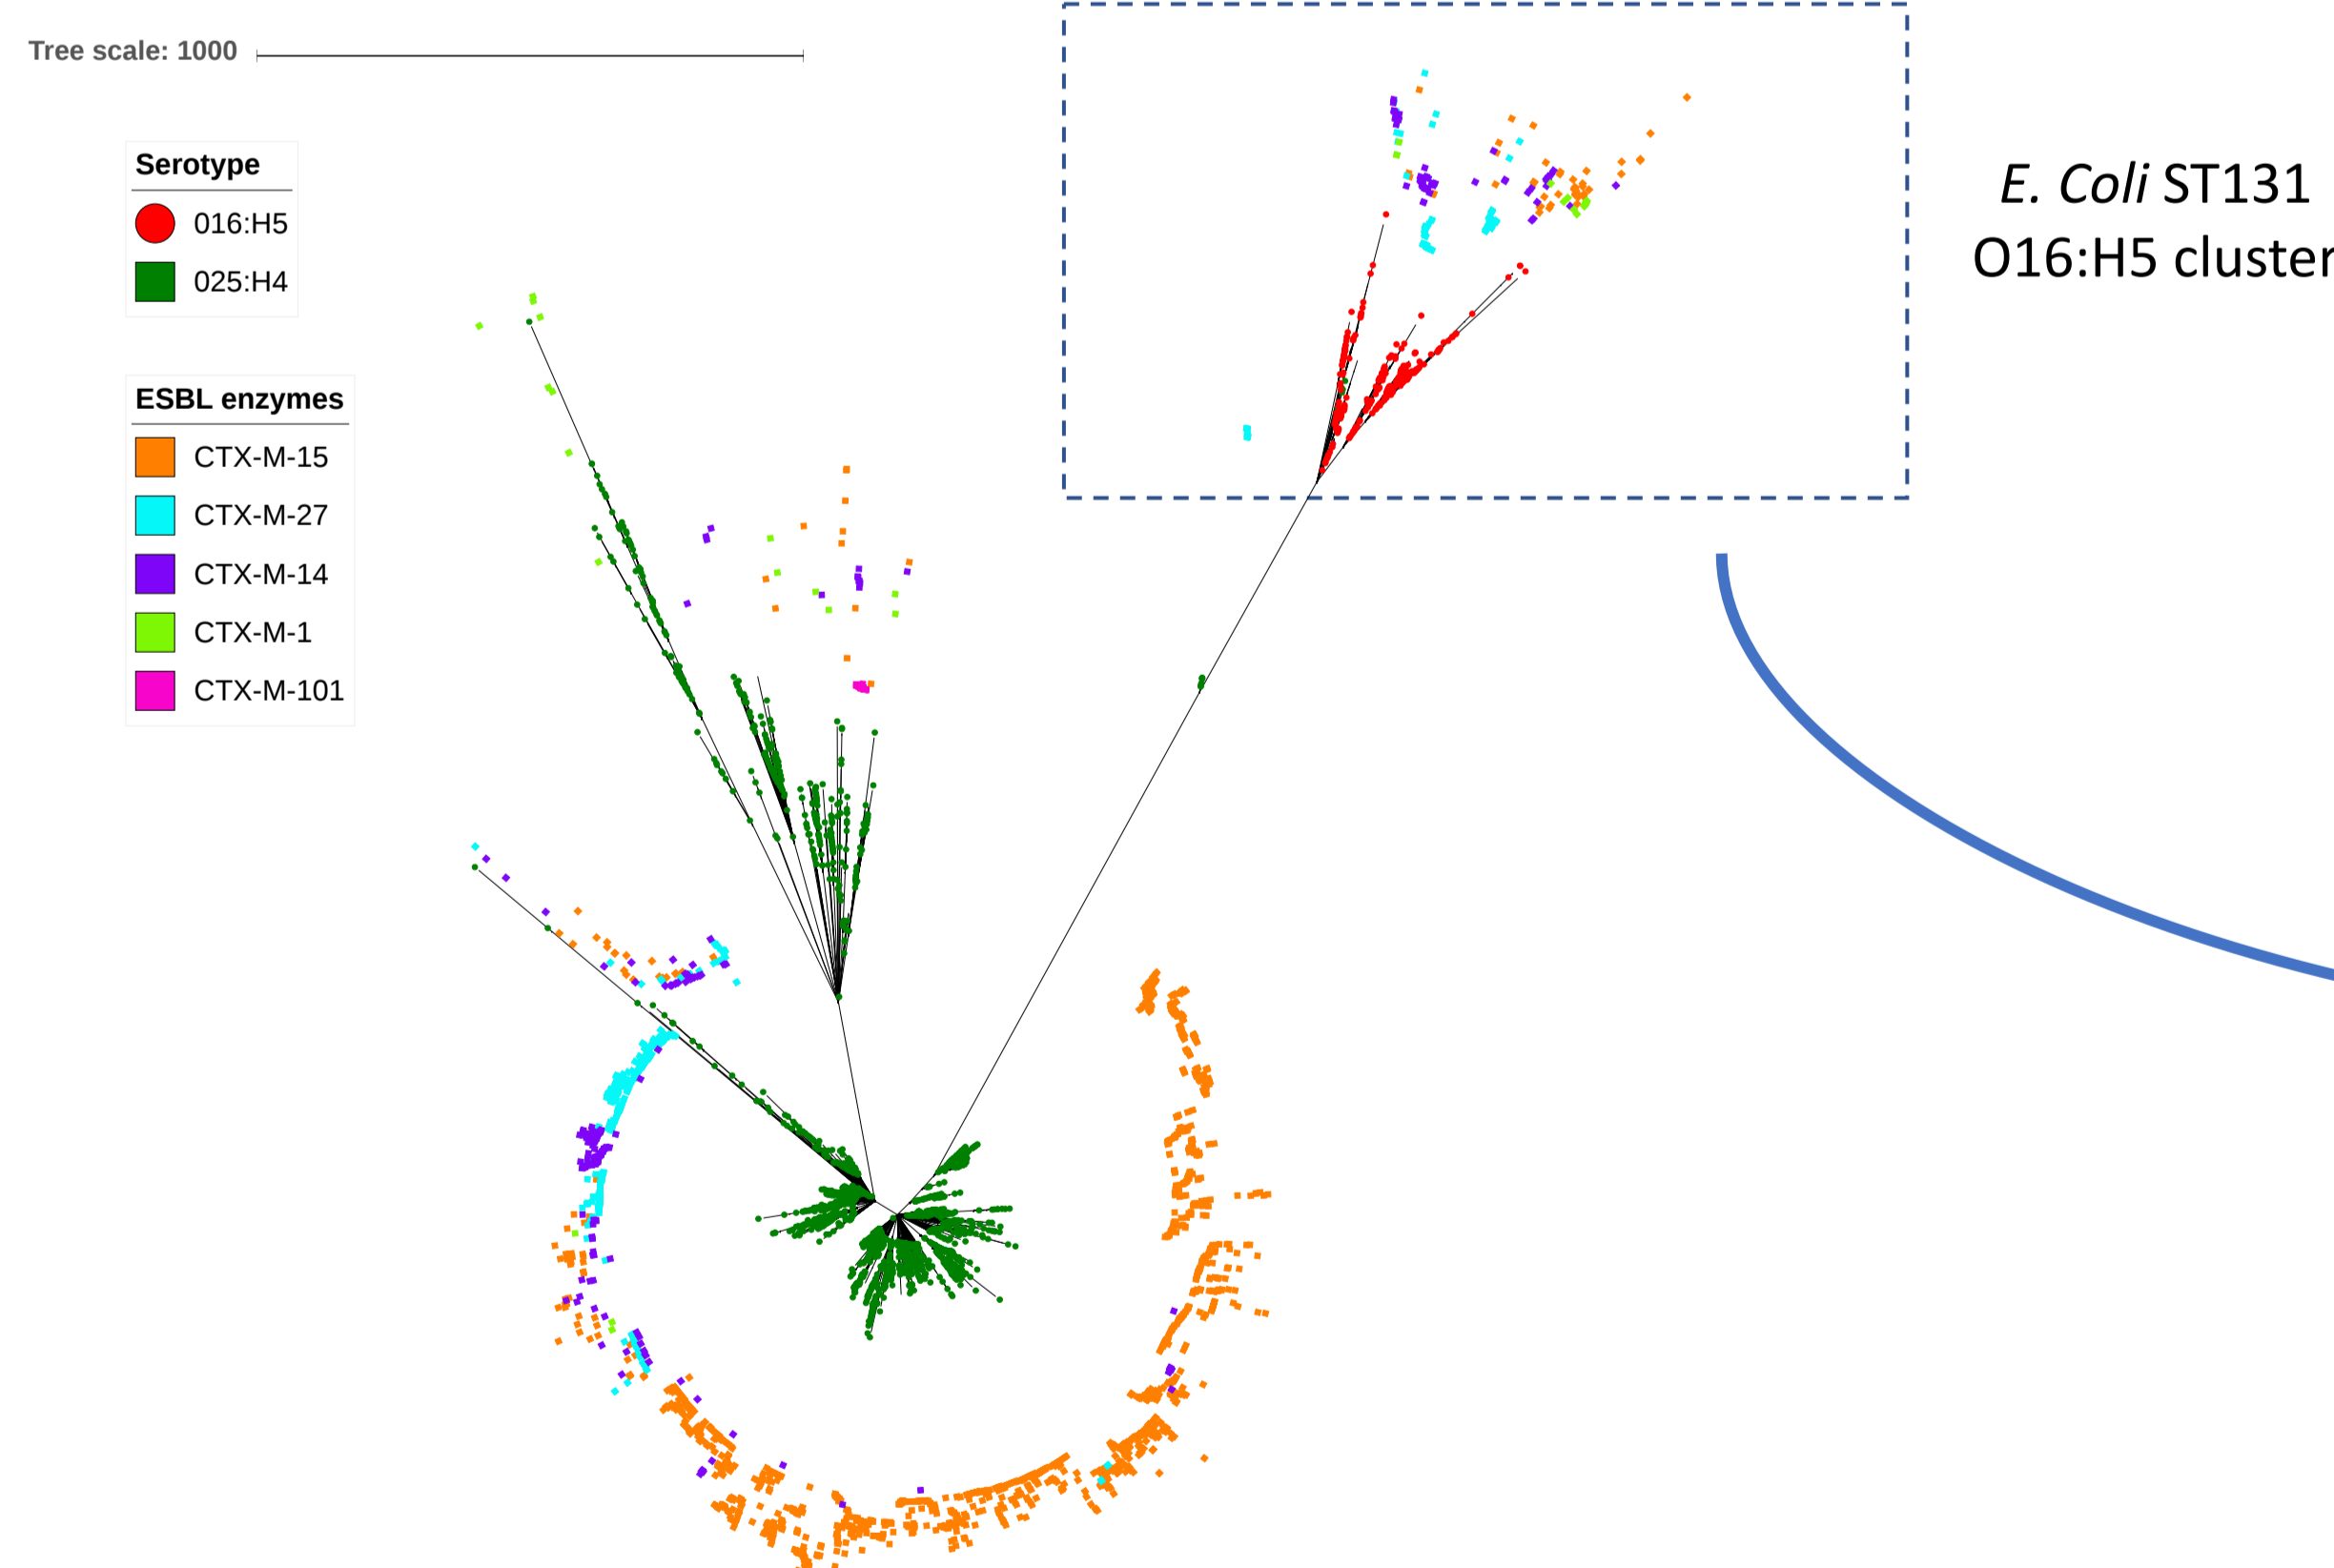 Tree scale: 1000
Serotype
016:H5
025:H4
ESBL enzymes
CTX-M-15
CTX-M-27
CTX-M-14
CTX-M-1
CTX-M-101
E. Coli ST131
O16:H5 cluster